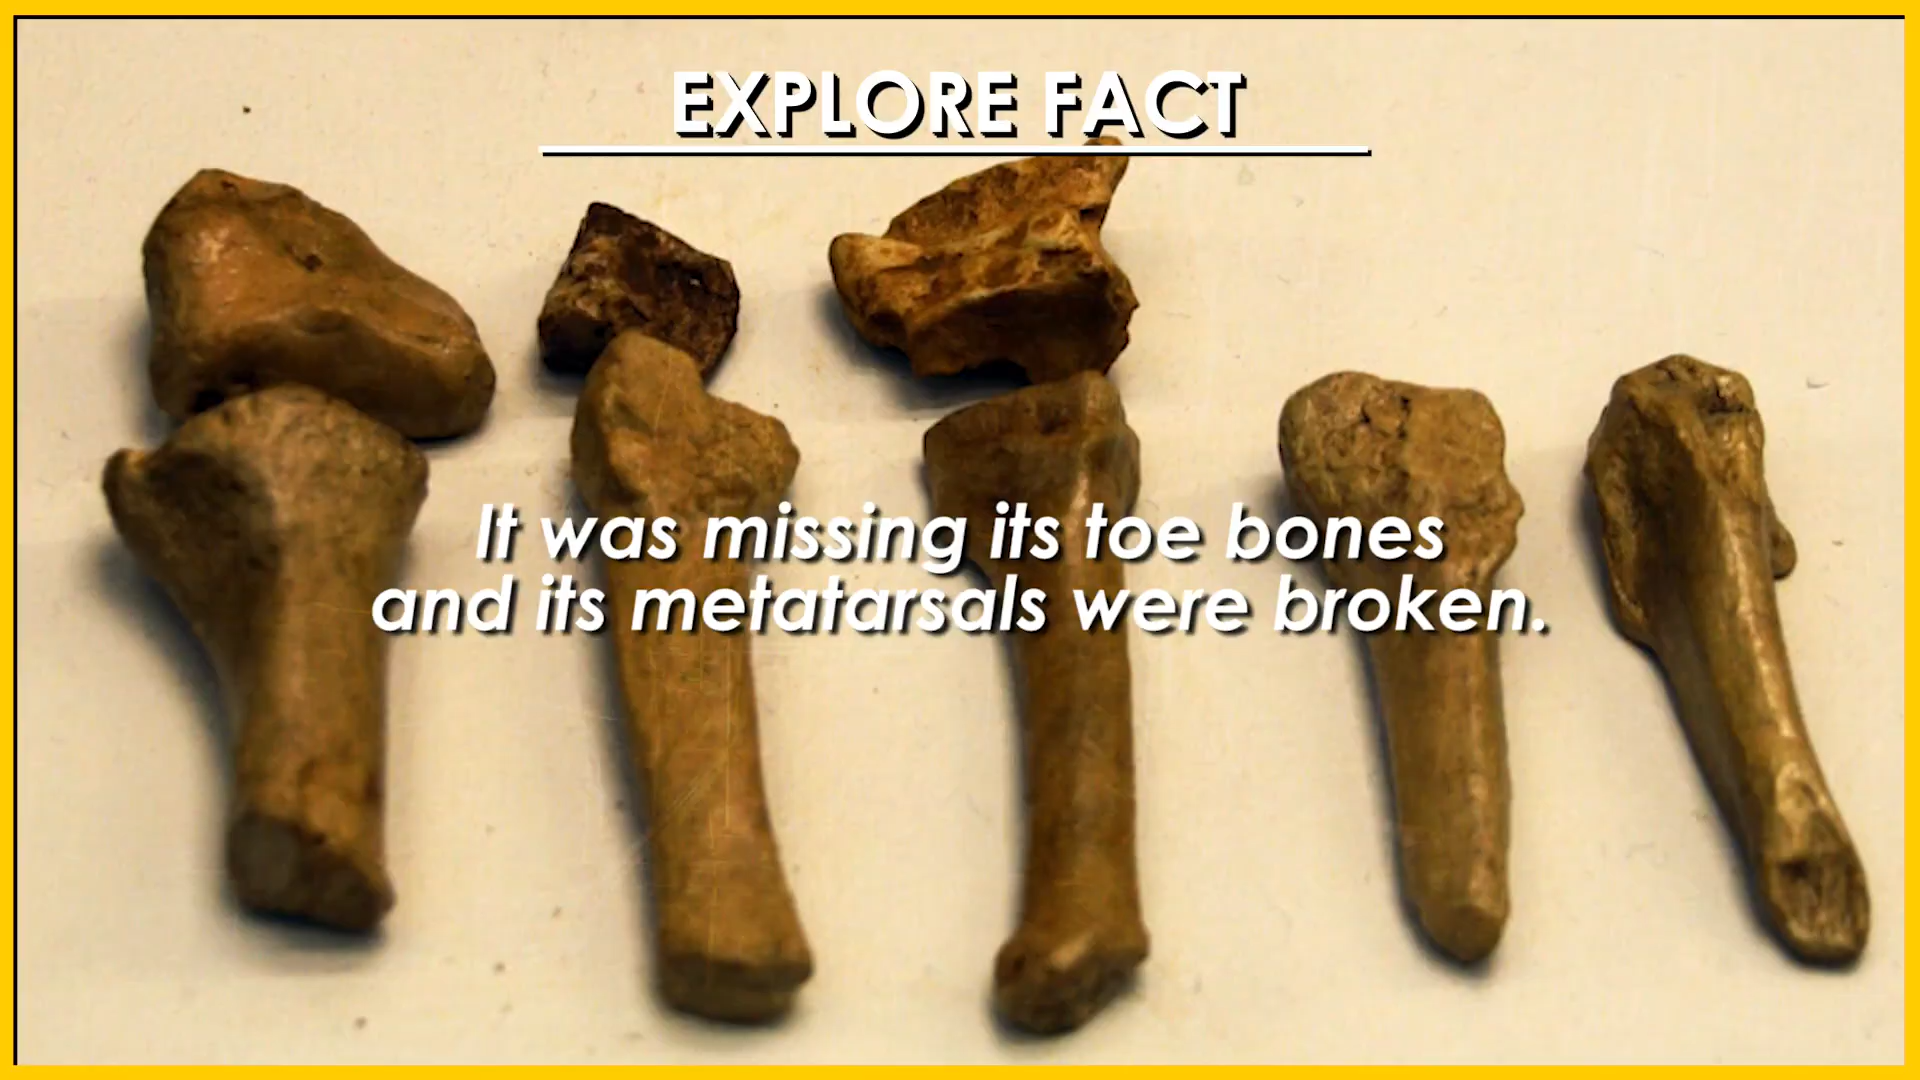 EXPLORE FACT
It was missing its toe bones
and its metatarsals were broken.